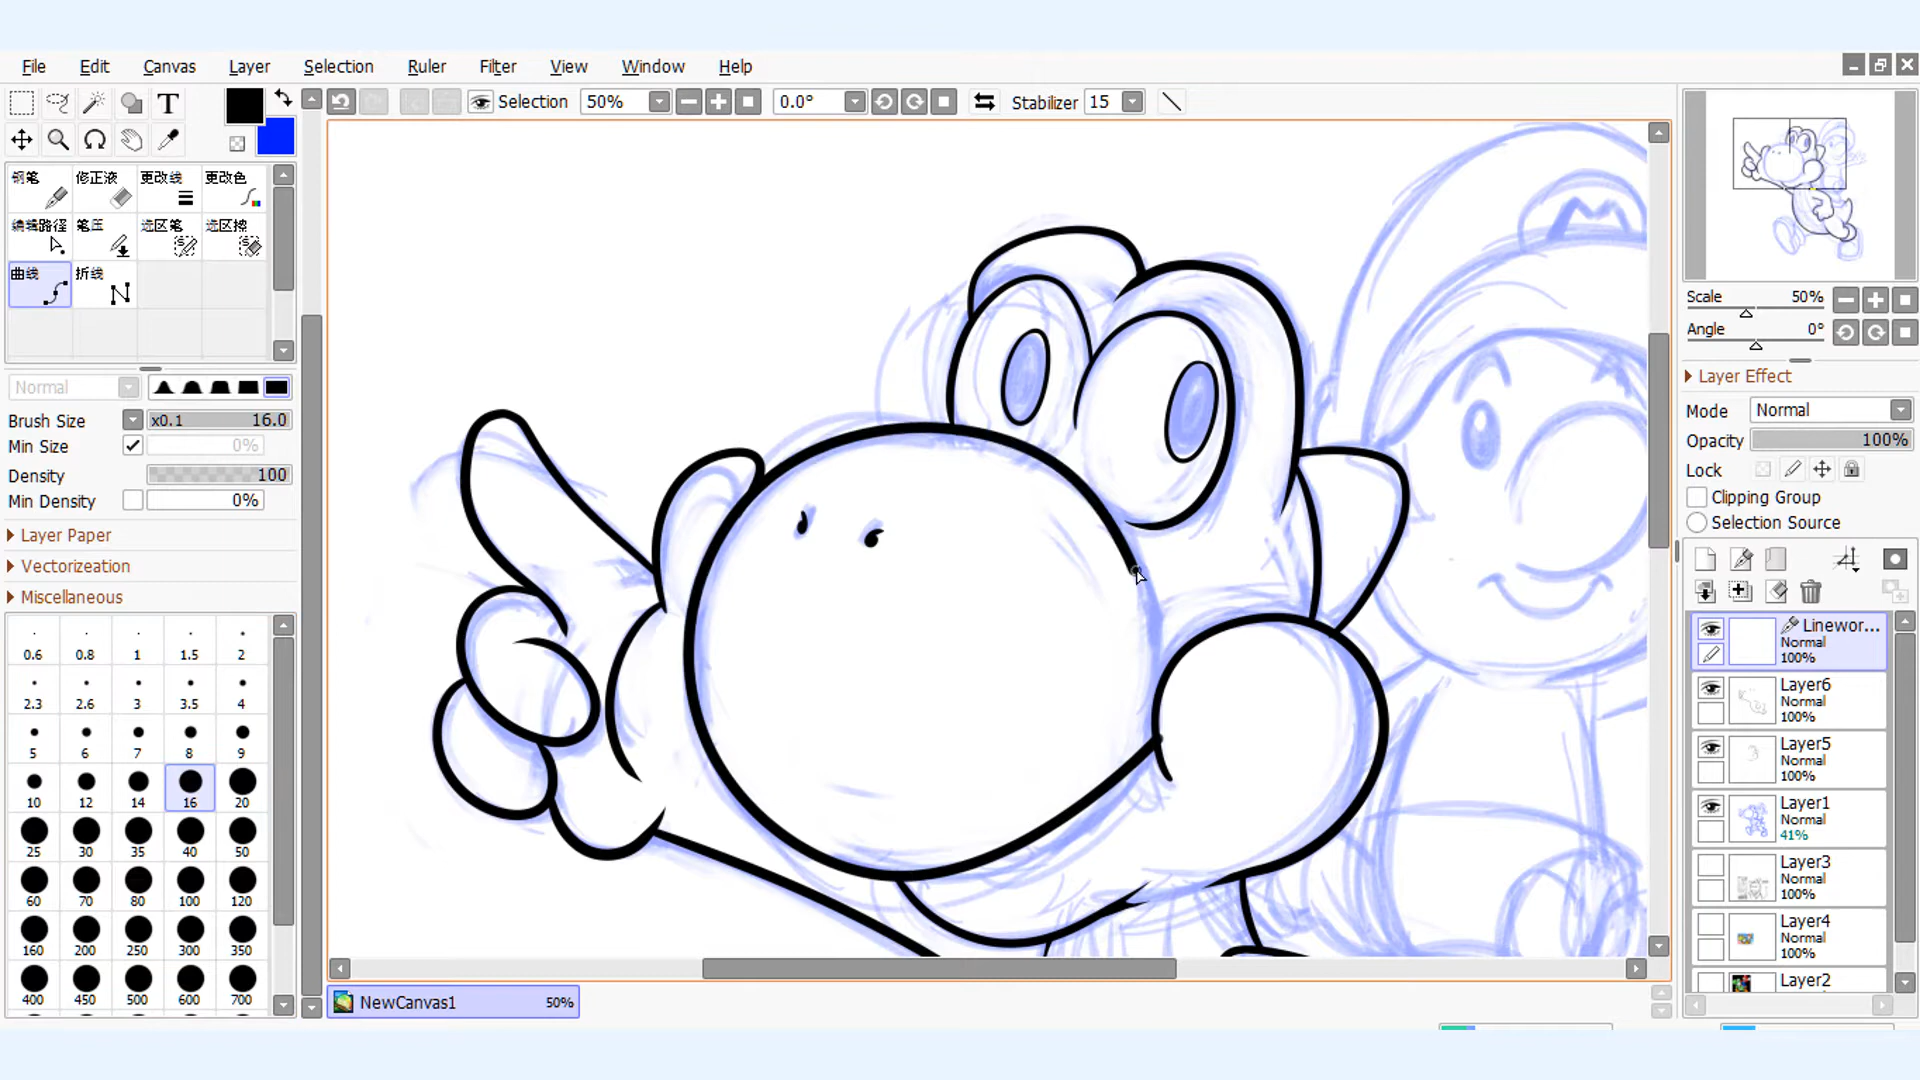 File Edit Canvas Layer Selection Ruler Filter View Window Help
T Selection 50% 0.0° Stabilizer 15
钢笔 修正液 更改线 更改色
编辑路径 笔压 远区笔 远区擦
曲线 折线
Normal
Brush Size x0.1 16.0
Min Size 0%
Density 100
Min Density 0%
Layer Paper
Vectorizeation
Miscellaneous
0.6 0.8 1 1.5 2
2.3 2.6 3 3.5 4
5 6 7 8 9
10 12 14 16 20
25 30 35 40 50
60 70 80 100 120
160 200 250 300 350
400 450 500 600 700
M
NewCanvas1 50%
Scale 50%
Angle 0°
Layer Effect
Mode Normal
Opacity 100%
Lock
Clipping Group
Selection Source
Linewor...
Normal
100%
Layer6
Normal
100%
Layer5
Normal
100%
Layer1
Normal
41%
Layer3
Normal
100%
Layer4
Normal
100%
Layer2